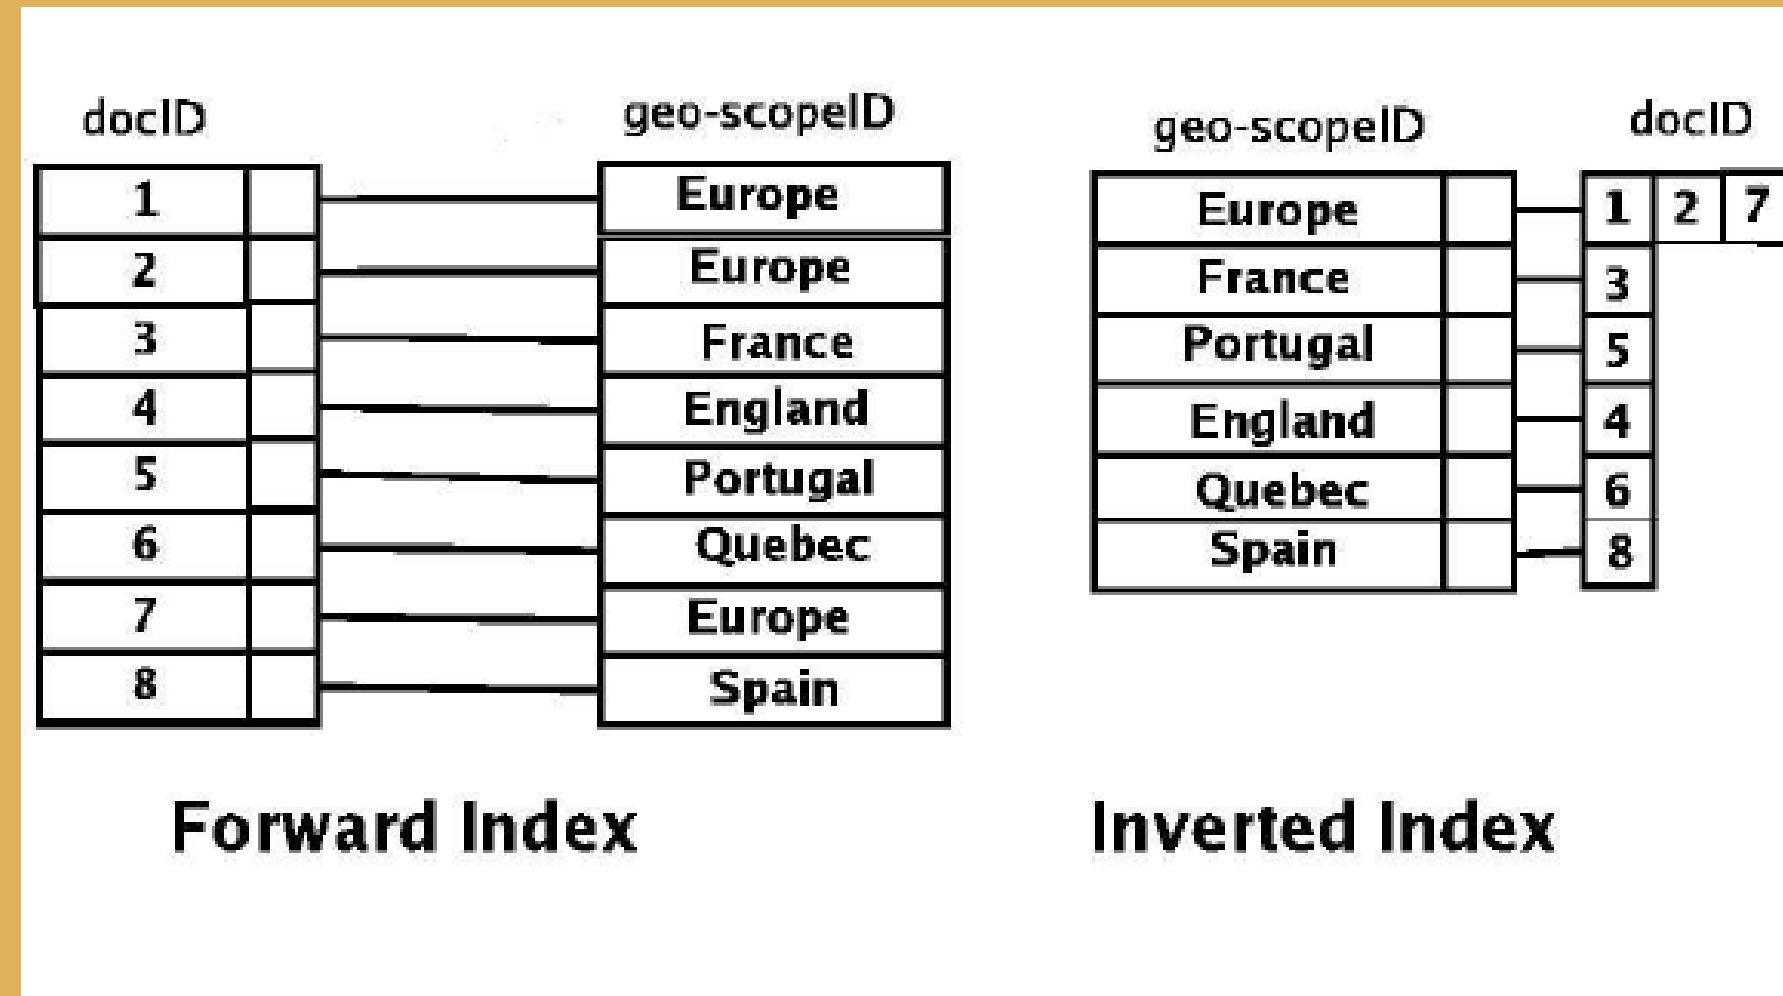 docID geo-scopeID
1 Europe
2 Europe
3 France
4 England
5 Portugal
6 Quebec
7 Europe
8 Spain
Forward Index
geo-scopeID docID
Europe 1 2 7
France 3
Portugal 5
England 4
Quebec 6
Spain 8
Inverted Index